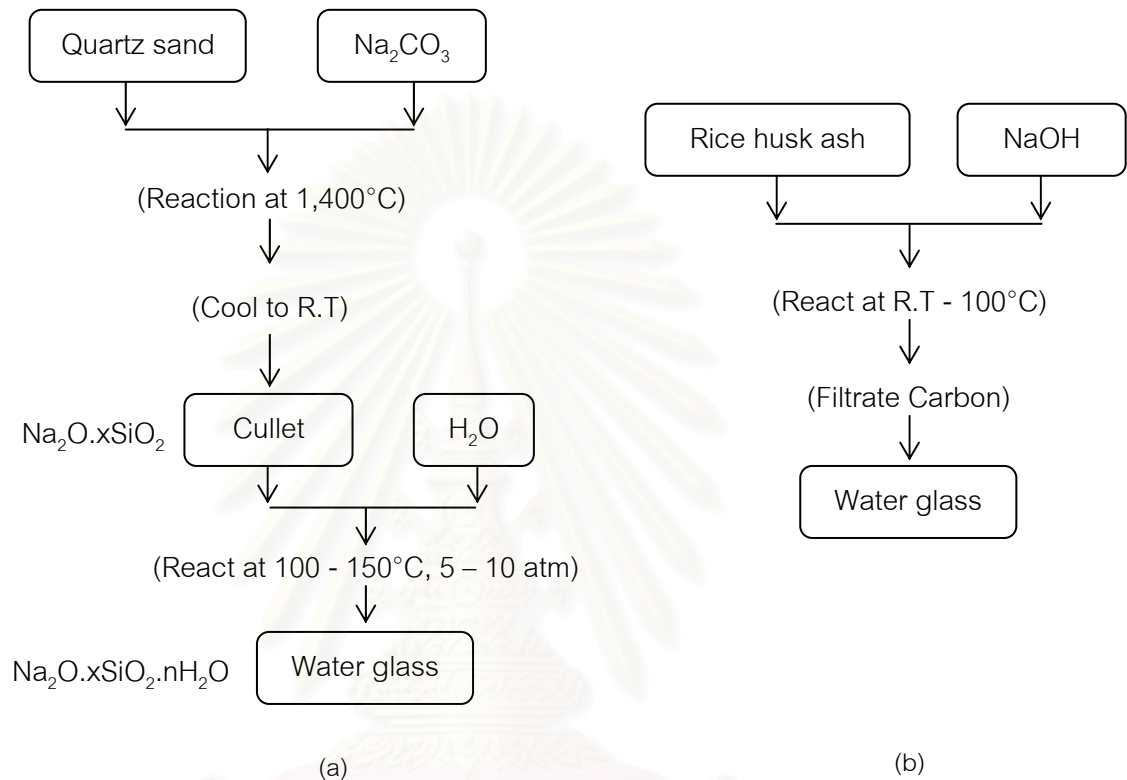 Quartz sand
Na₂CO₃
(Reaction at 1,400°C)
(Cool to R.T)
Na₂O.xSiO₂
Cullet
H₂O
(React at 100 - 150°C, 5 – 10 atm)
Na₂O.xSiO₂.nH₂O
Water glass
(a)
Rice husk ash
NaOH
(React at R.T - 100°C)
(Filtrate Carbon)
Water glass
(b)